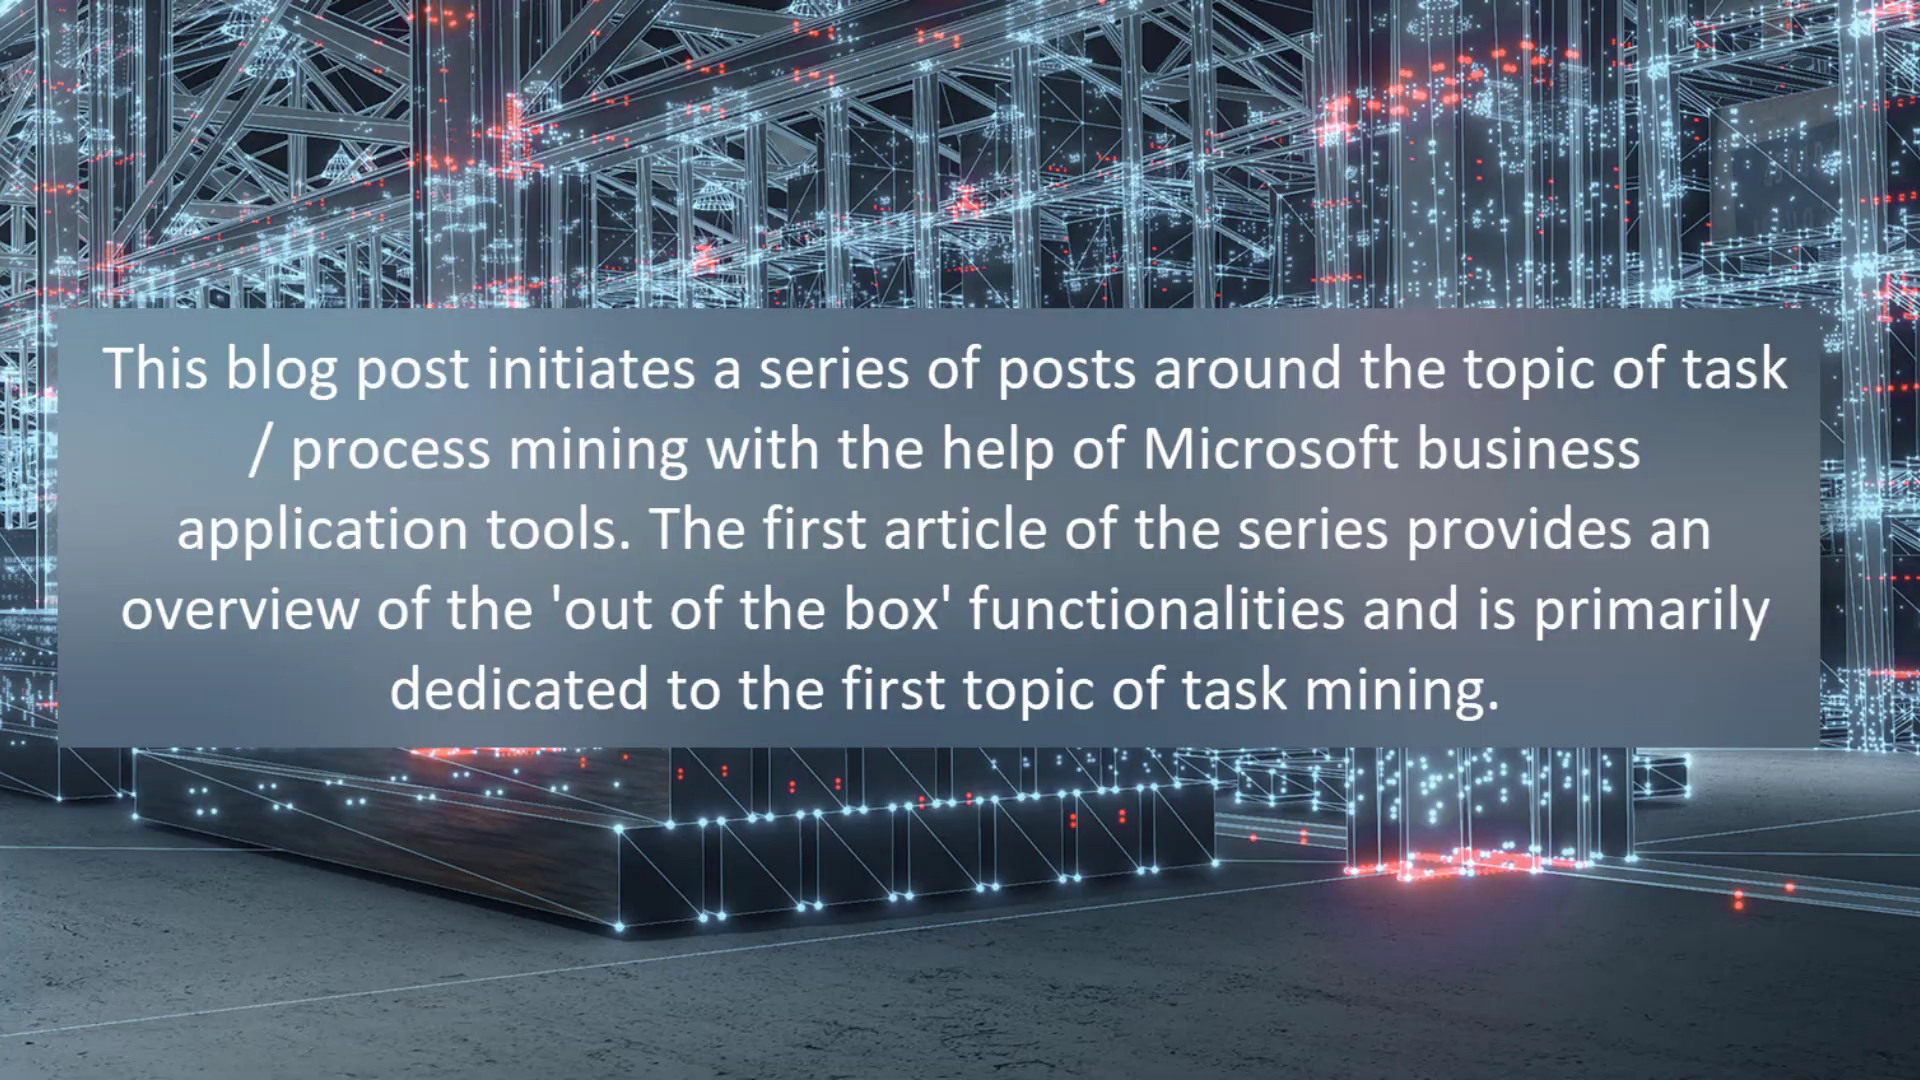 This blog post initiates a series of posts around the topic of task
/ process mining with the help of Microsoft business
application tools. The first article of the series provides an
overview of the 'out of the box' functionalities and is primarily
dedicated to the first topic of task mining.